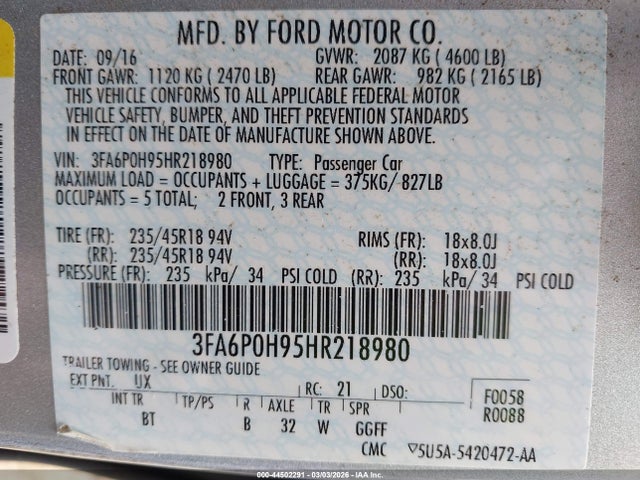 MFD. BY FORD MOTOR CO.
DATE: 09/16 GVWR: 2087 KG ( 4600 LB)
FRONT GAWR: 1120 KG ( 2470 LB) REAR GAWR: 982 KG ( 2165 LB)
THIS VEHICLE CONFORMS TO ALL APPLICABLE FEDERAL MOTOR
VEHICLE SAFETY, BUMPER, AND THEFT PREVENTION STANDARDS
IN EFFECT ON THE DATE OF MANUFACTURE SHOWN ABOVE.
VIN: 3FA6P0H95HR218980 TYPE: Passenger Car
MAXIMUM LOAD = OCCUPANTS + LUGGAGE = 375KG/ 827LB
OCCUPANTS = 5 TOTAL; 2 FRONT, 3 REAR
TIRE (FR): 235/45R18 94V RIMS (FR): 18x8.0J
(RR): 235/45R18 94V (RR): 18x8.0J
PRESSURE (FR): 235 kPa/ 34 PSI COLD (RR): 235 kPa/ 34 PSI COLD
3FA6P0H95HR218980
TRAILER TOWING - SEE OWNER GUIDE
EXT PNT: UX RC: 21 DSO: F0058
INT TR TP/PS R AXLE TR SPR R0088
BT B 32 W GGFF
CMC ▽5U5A-5420472-AA
000-44502291 - 03/03/2026 - IAA Holdings, LLC